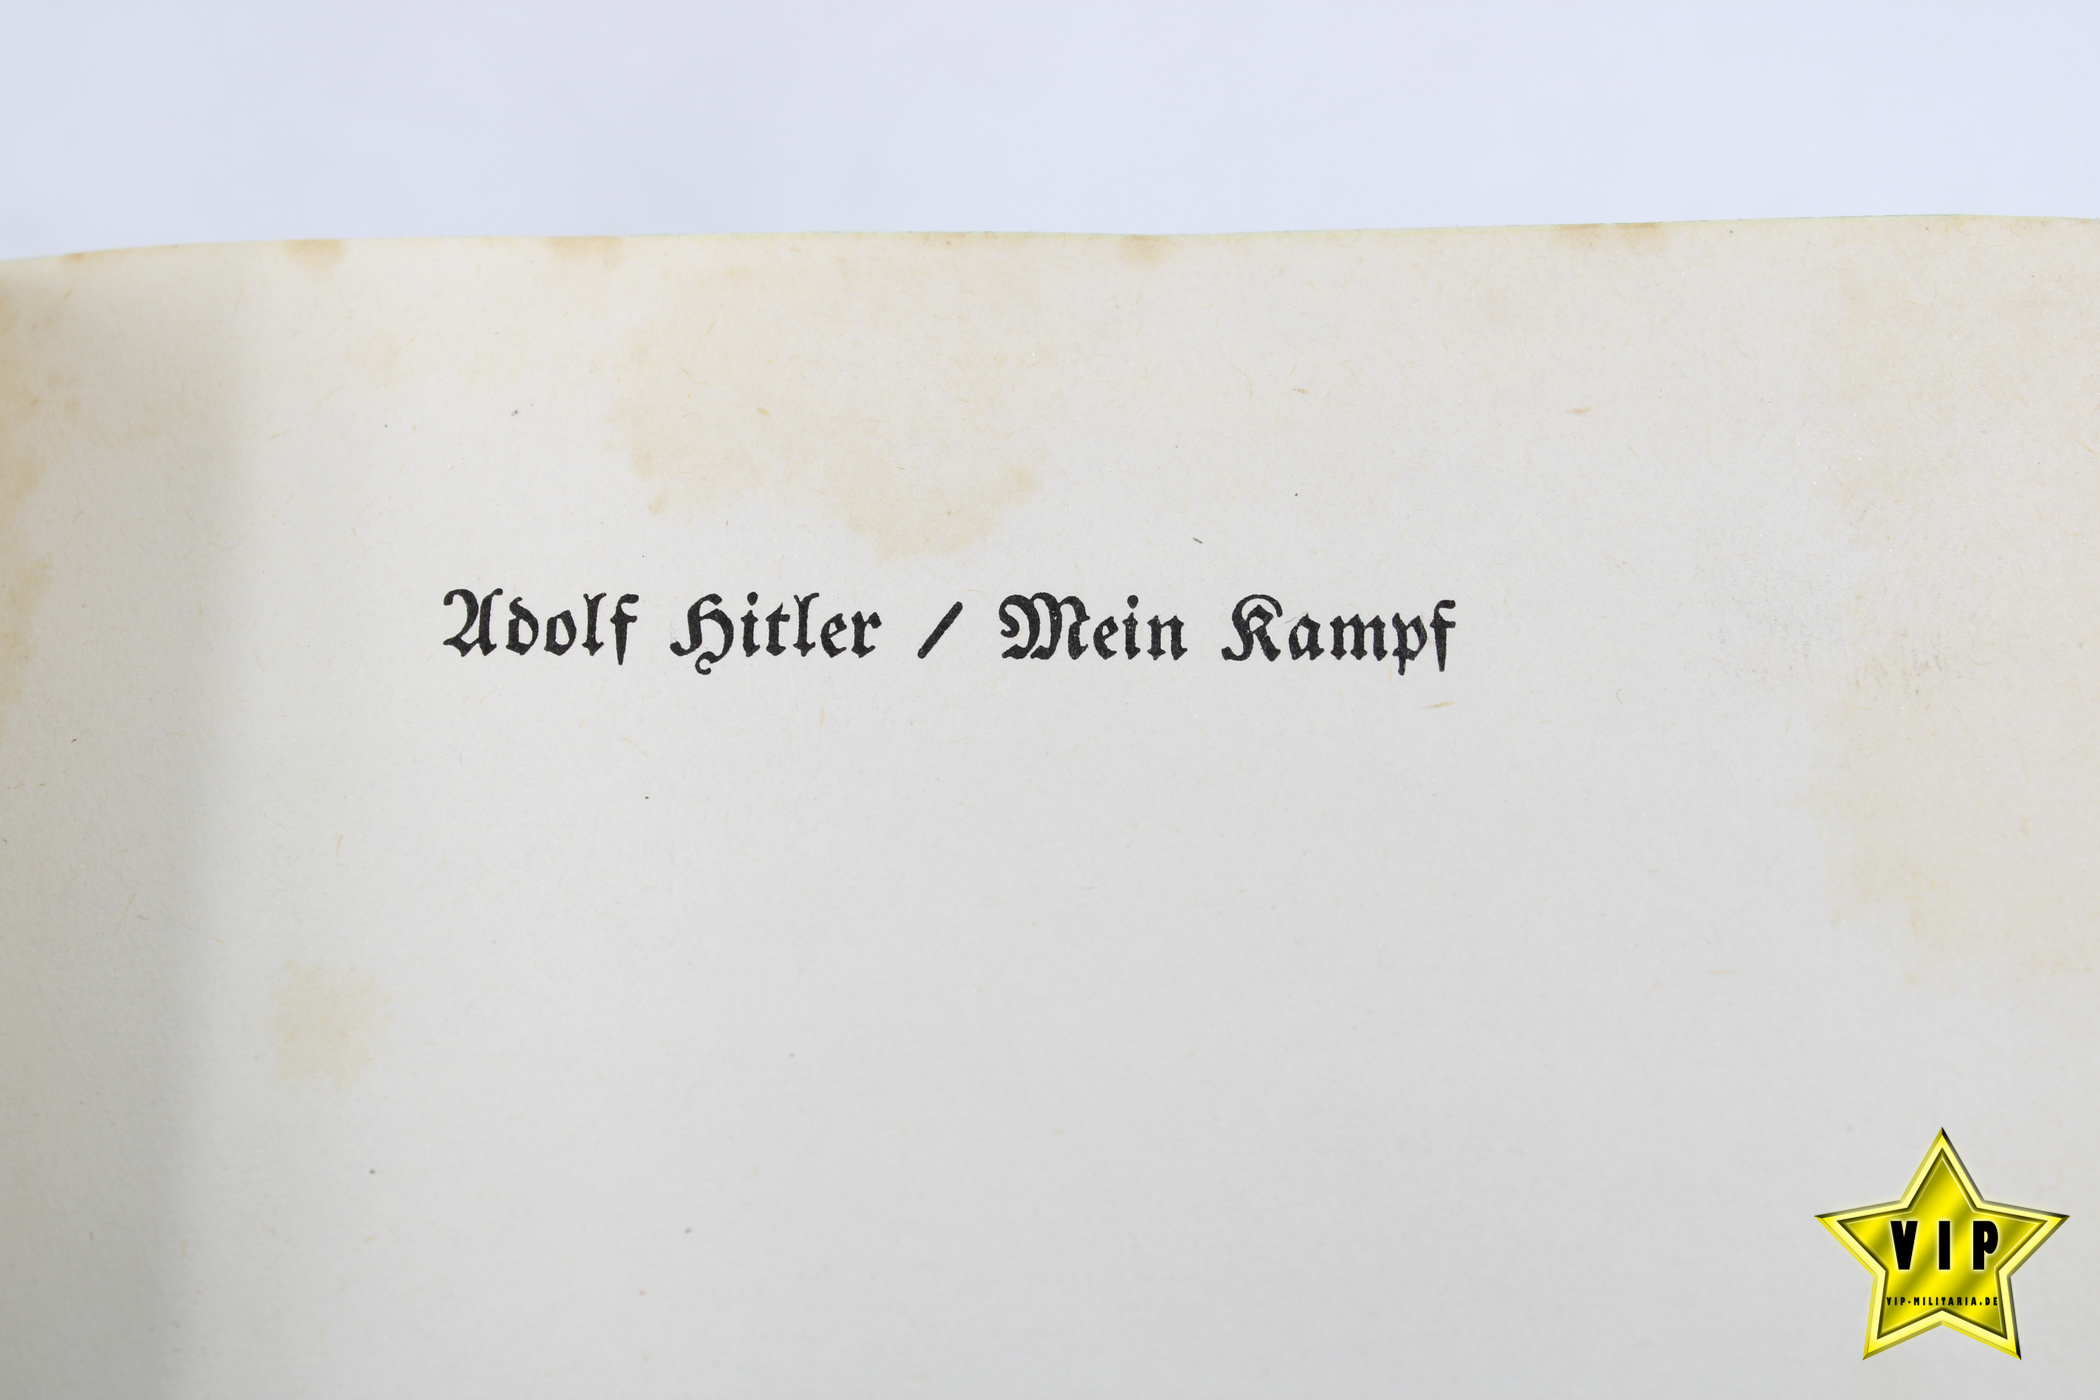 Adolf Hitler / Mein Kampf
VIP
VIP-MILITARIA.DE